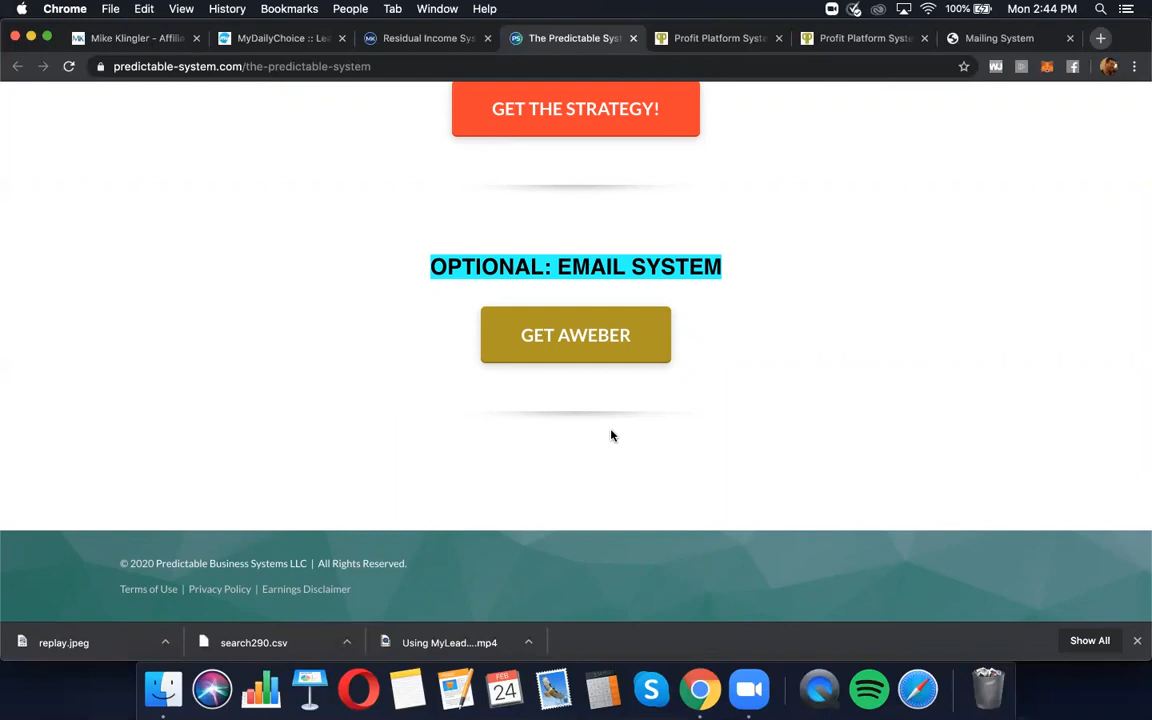 Chrome File Edit View History Bookmarks People Tab Window Help 100% Mon 2:44 PM
Mike Klingler - Affilia MyDailyChoice :: Lea Residual Income Sys The Predictable Syst Profit Platform Syste Profit Platform Syste Mailing System
predictable-system.com/the-predictable-system
GET THE STRATEGY!
OPTIONAL: EMAIL SYSTEM
GET AWEBER
© 2020 Predictable Business Systems LLC | All Rights Reserved.
Terms of Use | Privacy Policy | Earnings Disclaimer
replay.jpeg search290.csv Using MyLead....mp4 Show All
FEB
24